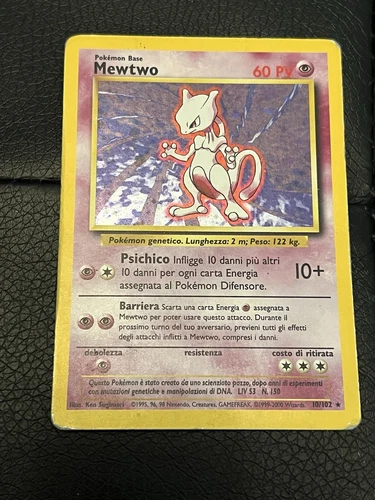 Pokémon Base
Mewtwo 60 PV
Pokémon genetico. Lunghezza: 2 m; Peso: 122 kg.
Psichico Infligge 10 danni più altri
10 danni per ogni carta Energia 10+
assegnata al Pokémon Difensore.
Barriera Scarta una carta Energia assegnata a
Mewtwo per poter usare questo attacco. Durante il
prossimo turno del tuo avversario, previeni tutti gli effetti
degli attacchi inflitti a Mewtwo, compresi i danni.
debolezza resistenza costo di ritirata
Questo Pokémon è stato creato da uno scienziato pazzo, dopo anni di esperimenti
con mutazioni genetiche e manipolazioni di DNA. LIV 53 N. 150
Illus. Ken Sugimori ©1995, 96, 98 Nintendo, Creatures, GAMEFREAK. ©1999-2000 Wizards. 10/102 ★